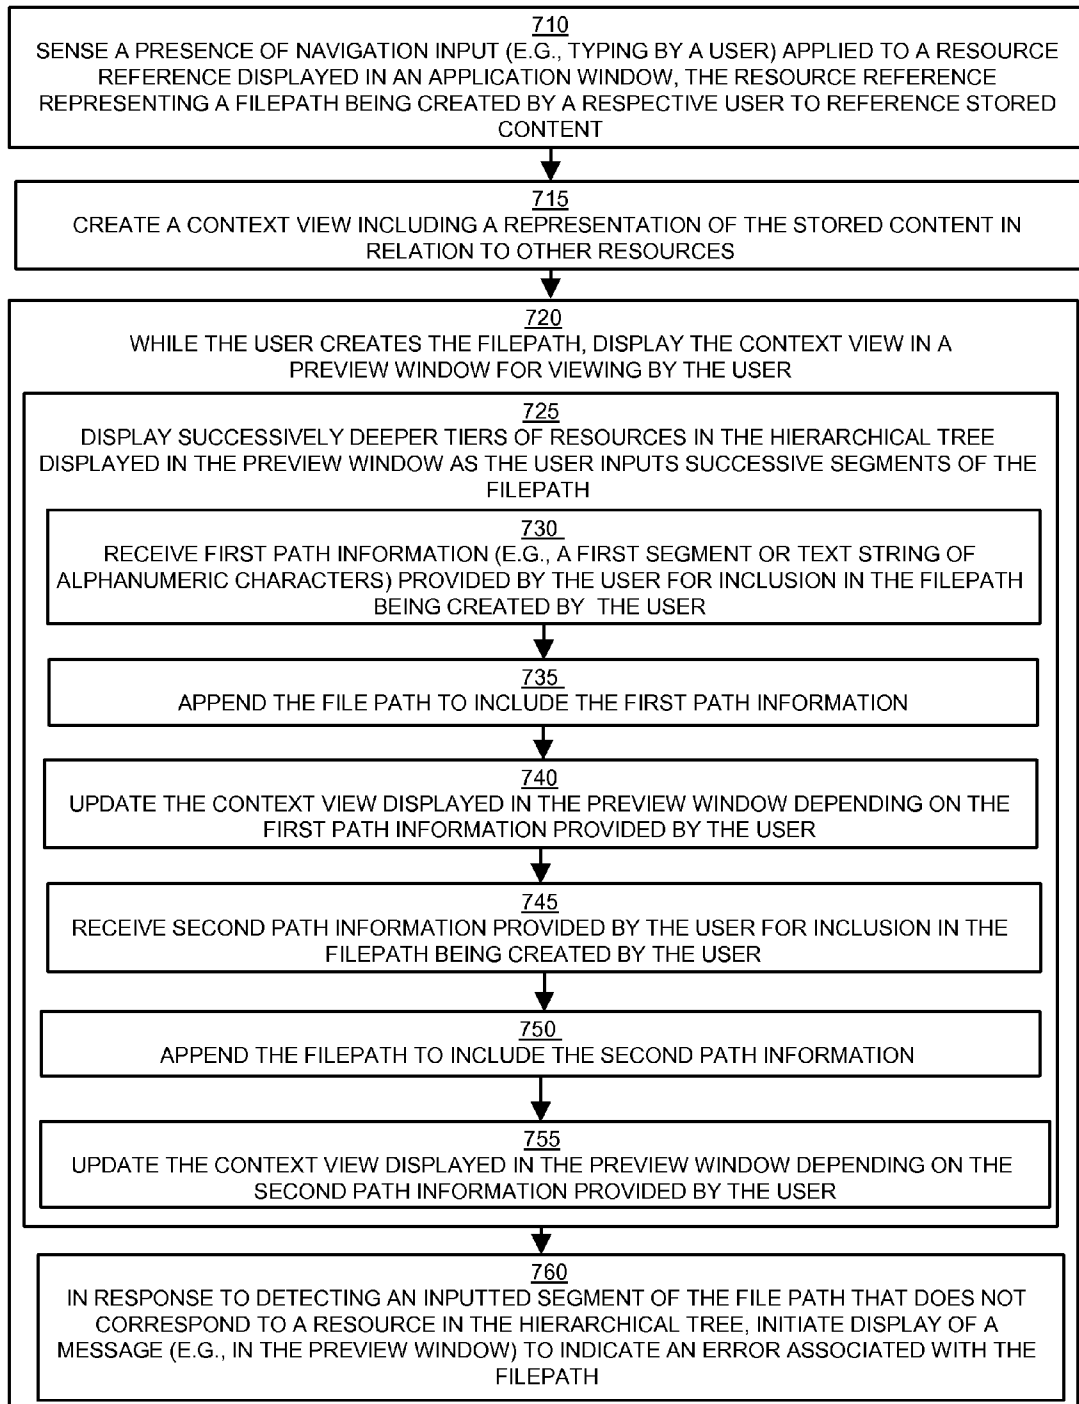 710
SENSE A PRESENCE OF NAVIGATION INPUT (E.G., TYPING BY A USER) APPLIED TO A RESOURCE
REFERENCE DISPLAYED IN AN APPLICATION WINDOW, THE RESOURCE REFERENCE
REPRESENTING A FILEPATH BEING CREATED BY A RESPECTIVE USER TO REFERENCE STORED
CONTENT
715
CREATE A CONTEXT VIEW INCLUDING A REPRESENTATION OF THE STORED CONTENT IN
RELATION TO OTHER RESOURCES
720
WHILE THE USER CREATES THE FILEPATH, DISPLAY THE CONTEXT VIEW IN A
PREVIEW WINDOW FOR VIEWING BY THE USER
725
DISPLAY SUCCESSIVELY DEEPER TIERS OF RESOURCES IN THE HIERARCHICAL TREE
DISPLAYED IN THE PREVIEW WINDOW AS THE USER INPUTS SUCCESSIVE SEGMENTS OF THE
FILEPATH
730
RECEIVE FIRST PATH INFORMATION (E.G., A FIRST SEGMENT OR TEXT STRING OF
ALPHANUMERIC CHARACTERS) PROVIDED BY THE USER FOR INCLUSION IN THE FILEPATH
BEING CREATED BY THE USER
735
APPEND THE FILE PATH TO INCLUDE THE FIRST PATH INFORMATION
740
UPDATE THE CONTEXT VIEW DISPLAYED IN THE PREVIEW WINDOW DEPENDING ON THE
FIRST PATH INFORMATION PROVIDED BY THE USER
745
RECEIVE SECOND PATH INFORMATION PROVIDED BY THE USER FOR INCLUSION IN THE
FILEPATH BEING CREATED BY THE USER
750
APPEND THE FILEPATH TO INCLUDE THE SECOND PATH INFORMATION
755
UPDATE THE CONTEXT VIEW DISPLAYED IN THE PREVIEW WINDOW DEPENDING ON THE
SECOND PATH INFORMATION PROVIDED BY THE USER
760
IN RESPONSE TO DETECTING AN INPUTTED SEGMENT OF THE FILE PATH THAT DOES NOT
CORRESPOND TO A RESOURCE IN THE HIERARCHICAL TREE, INITIATE DISPLAY OF A
MESSAGE (E.G., IN THE PREVIEW WINDOW) TO INDICATE AN ERROR ASSOCIATED WITH THE
FILEPATH